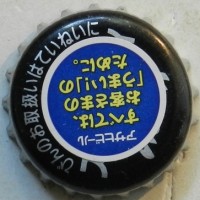 アサヒビール
すべては、
お客さまの
「うまい!」の
ために。
びんのお取扱いはていねいに